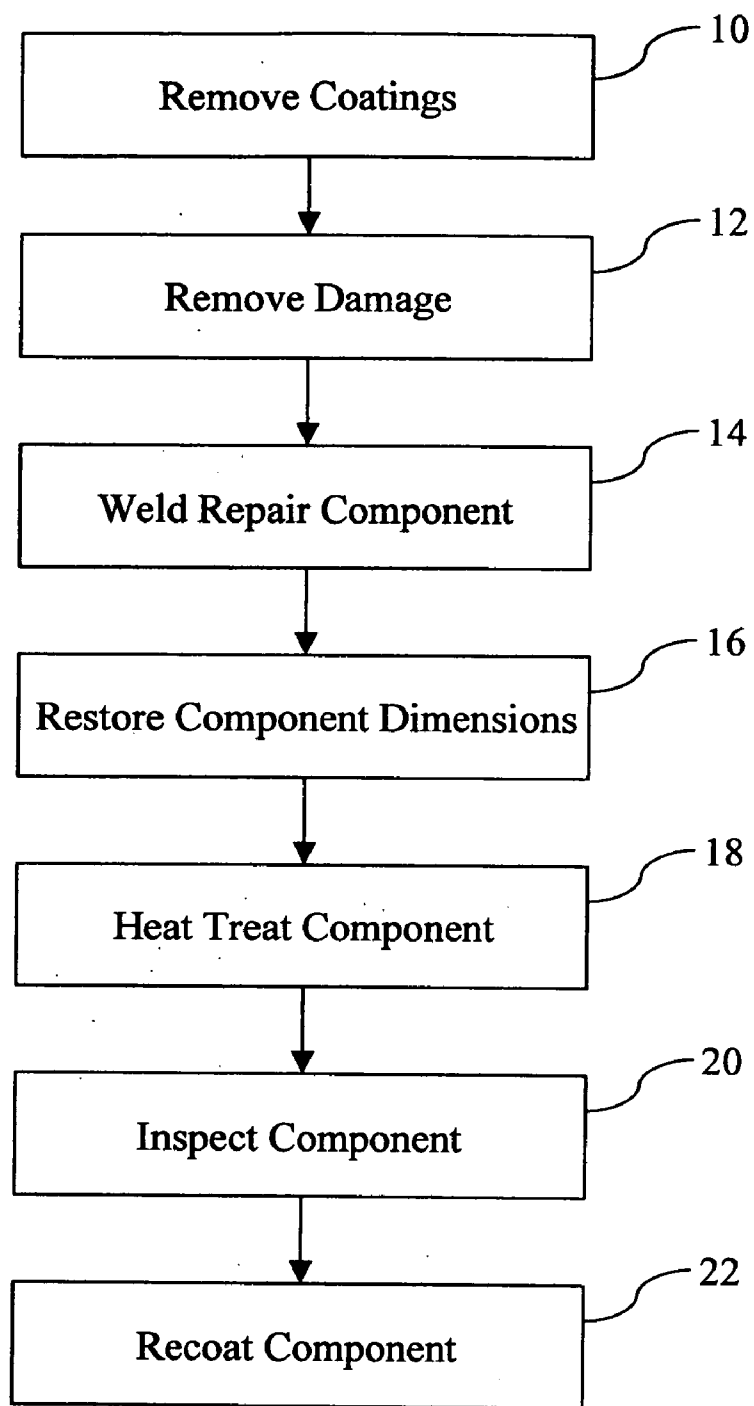 10
Remove Coatings
12
Remove Damage
14
Weld Repair Component
16
Restore Component Dimensions
18
Heat Treat Component
20
Inspect Component
22
Recoat Component